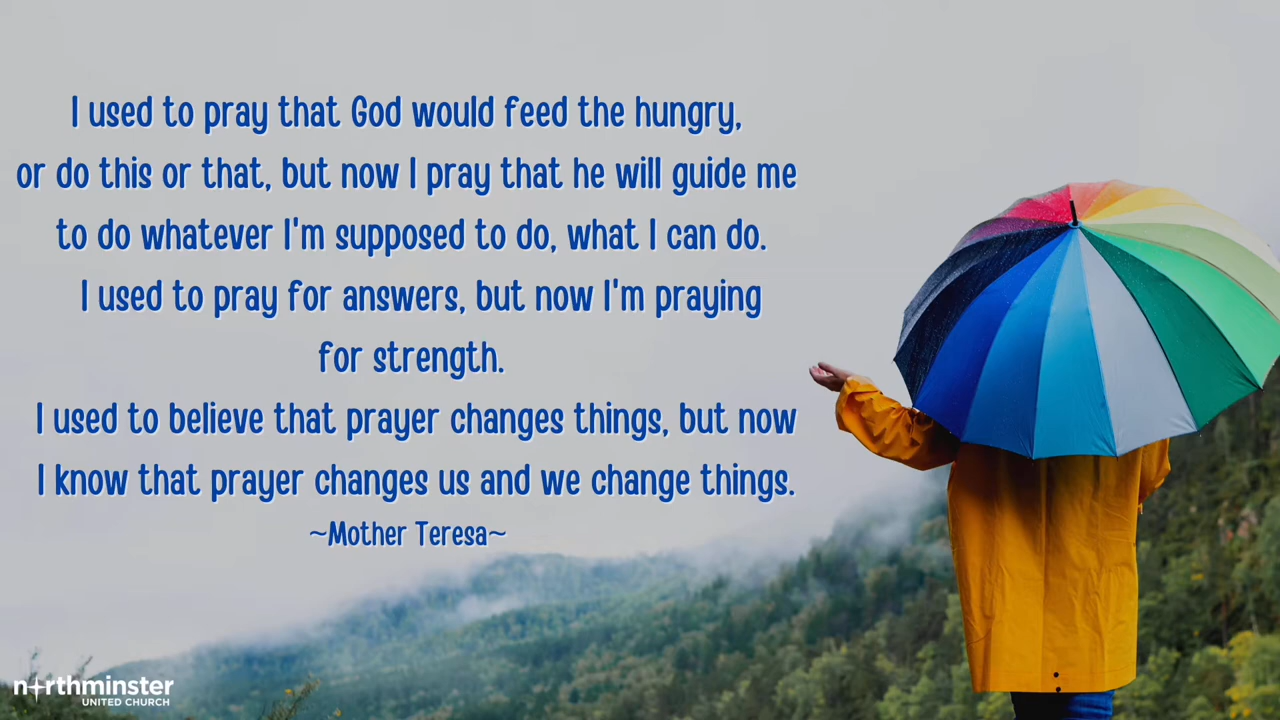 I used to pray that God would feed the hungry,
or do this or that, but now I pray that he will guide me
to do whatever I'm supposed to do, what I can do.
I used to pray for answers, but now I'm praying
for strength.
I used to believe that prayer changes things, but now
I know that prayer changes us and we change things.
~Mother Teresa~
northminster
UNITED CHURCH